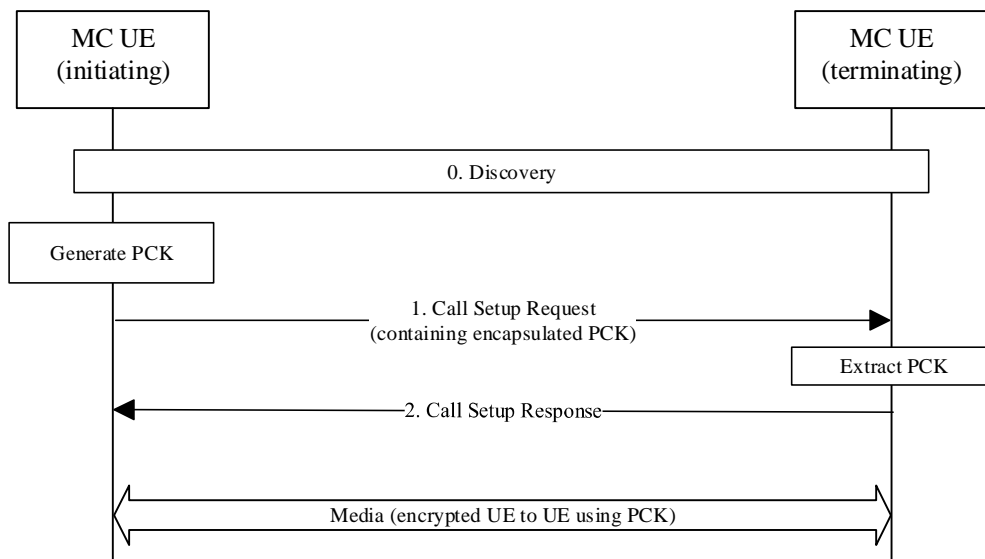 MC UE
(initiating)
MC UE
(terminating)
0. Discovery
Generate PCK
1. Call Setup Request
(containing encapsulated PCK)
Extract PCK
2. Call Setup Response
Media (encrypted UE to UE using PCK)